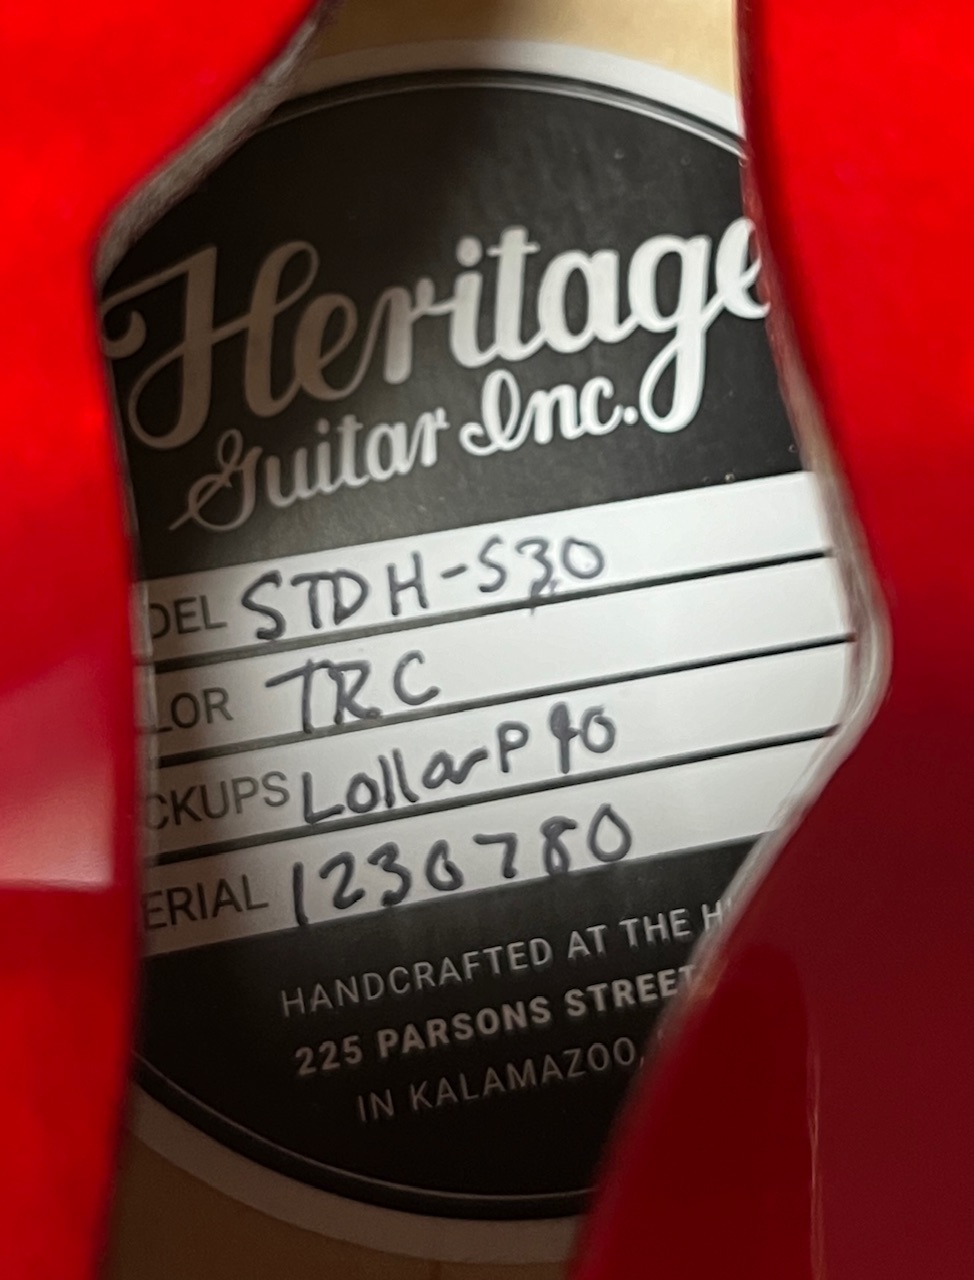 Heritage
Guitar Inc.
DEL STD H-530
LOR TRC
CKUPS Lollar P90
ERIAL 1230780
HANDCRAFTED AT THE H
225 PARSONS STREET
IN KALAMAZOO,